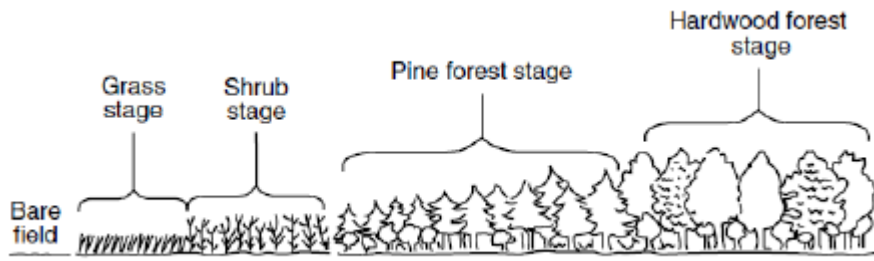 Hardwood forest
stage
Pine forest stage
Grass
stage
Shrub
stage
Bare
field